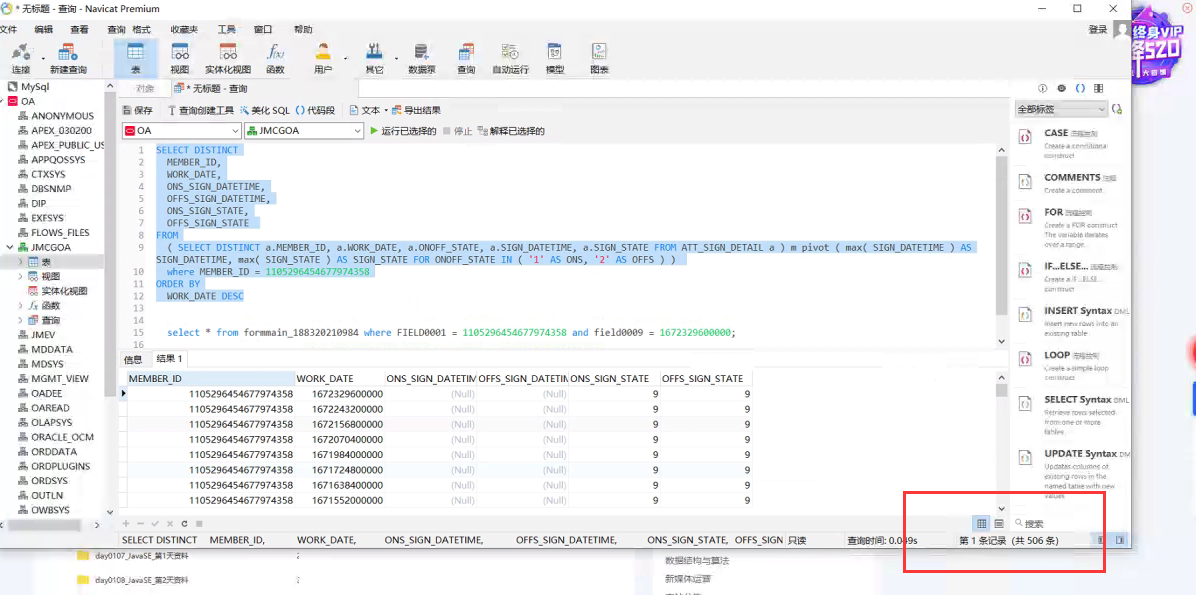 * 无标题 - 查询 - Navicat Premium
文件 编辑 查看 查询 格式 收藏夹 工具 窗口 帮助
登录
连接 新建查询 表 视图 实体化视图 函数 用户 其它 数据泵 查询 自动运行 模型 图表
终身VIP
降520
大回馈
MySql
OA
ANONYMOUS
APEX_030200
APEX_PUBLIC_US
APPQOSSYS
CTXSYS
DBSNMP
DIP
EXFSYS
FLOWS_FILES
JMCGOA
表
视图
实体化视图
函数
查询
JMEV
MDDATA
MDSYS
MGMT_VIEW
OADEE
OAREAD
OLAPSYS
ORACLE_OCM
ORDDATA
ORDPLUGINS
ORDSYS
OUTLN
OWBSYS
对象 * 无标题 - 查询
保存 查询创建工具 美化 SQL () 代码段 文本 导出结果
OA JMCGOA 运行已选择的 停止 解释已选择的
1 SELECT DISTINCT
2 MEMBER_ID,
3 WORK_DATE,
4 ONS_SIGN_DATETIME,
5 OFFS_SIGN_DATETIME,
6 ONS_SIGN_STATE,
7 OFFS_SIGN_STATE
8 FROM
9 ( SELECT DISTINCT a.MEMBER_ID, a.WORK_DATE, a.ONOFF_STATE, a.SIGN_DATETIME, a.SIGN_STATE FROM ATT_SIGN_DETAIL a ) m pivot ( max( SIGN_DATETIME ) AS
SIGN_DATETIME, max( SIGN_STATE ) AS SIGN_STATE FOR ONOFF_STATE IN ( '1' AS ONS, '2' AS OFFS ) )
10 where MEMBER_ID = 1105296454677974358
11 ORDER BY
12 WORK_DATE DESC
13
14
15 select * from formmain_188320210984 where FIELD0001 = 1105296454677974358 and field0009 = 1672329600000;
16
信息 结果 1
MEMBER_ID WORK_DATE ONS_SIGN_DATETIM OFFS_SIGN_DATETIN ONS_SIGN_STATE OFFS_SIGN_STATE
1105296454677974358 1672329600000 (Null) (Null) 9 9
1105296454677974358 1672243200000 (Null) (Null) 9 9
1105296454677974358 1672156800000 (Null) (Null) 9 9
1105296454677974358 1672070400000 (Null) (Null) 9 9
1105296454677974358 1671984000000 (Null) (Null) 9 9
1105296454677974358 1671724800000 (Null) (Null) 9 9
1105296454677974358 1671638400000 (Null) (Null) 9 9
1105296454677974358 1671552000000 (Null) (Null) 9 9
SELECT DISTINCT MEMBER_ID, WORK_DATE, ONS_SIGN_DATETIME, OFFS_SIGN_DATETIME, ONS_SIGN_STATE, OFFS_SIGN 只读 查询时间: 0.049s 第 1 条记录 (共 506 条)
全部标签
CASE 流程控制
Create a conditional
construct
COMMENTS 注释
Create a comment
FOR 流程控制
Create a FOR construct
The variable iterates
over a range.
IF...ELSE... 流程控制
Create a IF...ELSE...
construct
INSERT Syntax DML
Insert new rows into an
existing table
LOOP 流程控制
Create a simple loop
construct
SELECT Syntax DML
Retrieve rows selected
from one or more
tables
UPDATE Syntax DM
Updates columns of
existing rows in the
named table with new
values
搜索
day0107_JavaSE_第1天资料
day0108_JavaSE_第2天资料
数据结构与算法
新媒体运营